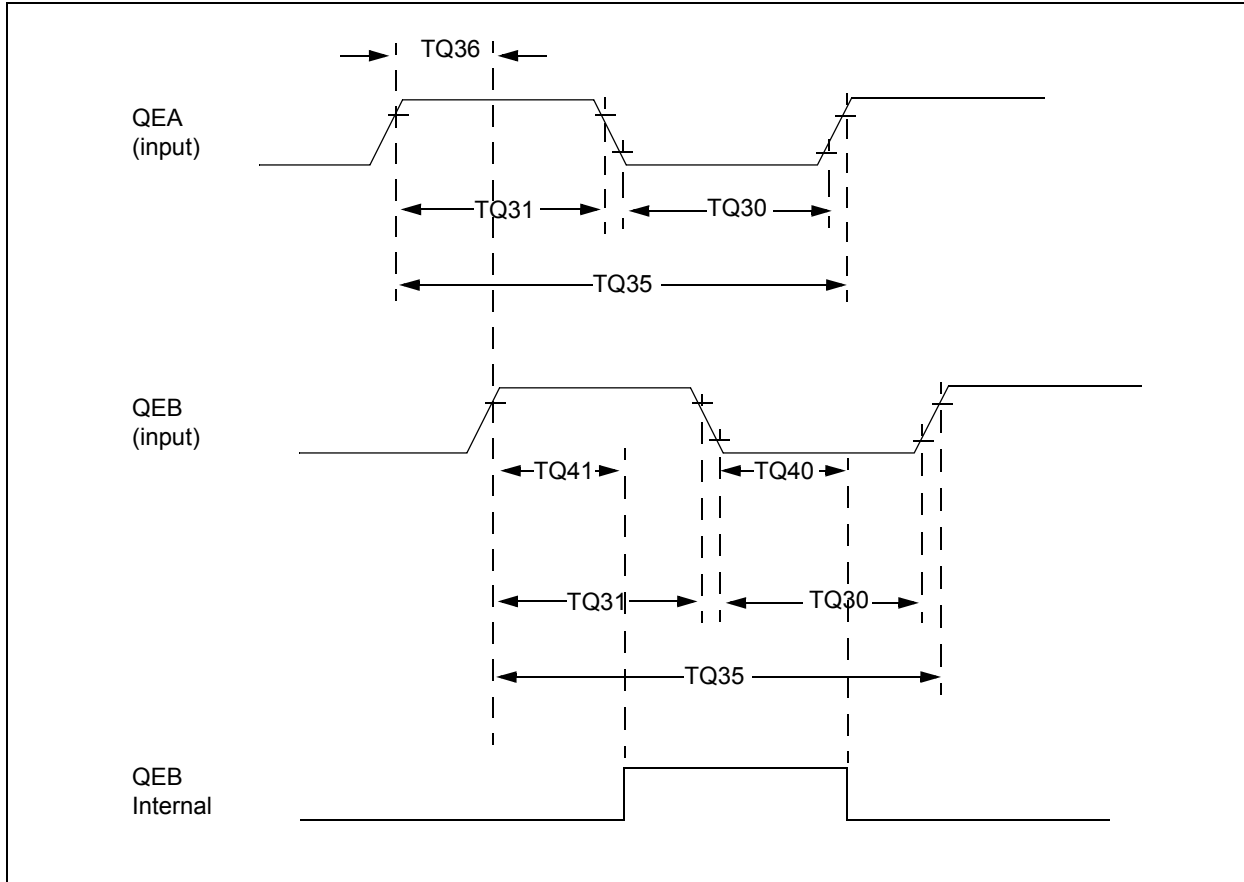 TQ36
QEA
(input)
TQ31
TQ30
TQ35
QEB
(input)
TQ41
TQ40
TQ31
TQ30
TQ35
QEB
Internal